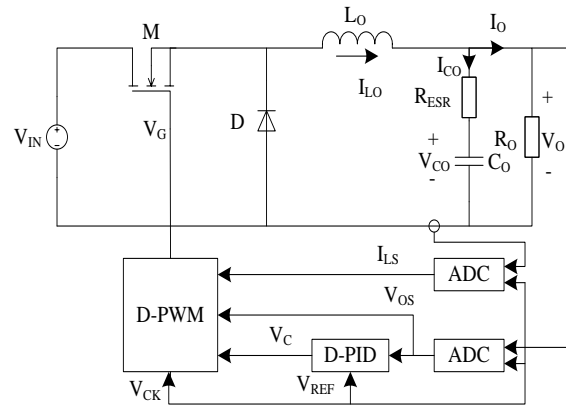 M
L_O
I_O
I_CO
I_LO
R_ESR
+
V_IN
V_G
D
+
V_CO
-
C_O
R_O
V_O
-
I_LS
ADC
V_OS
D-PWM
V_C
D-PID
ADC
V_CK
V_REF